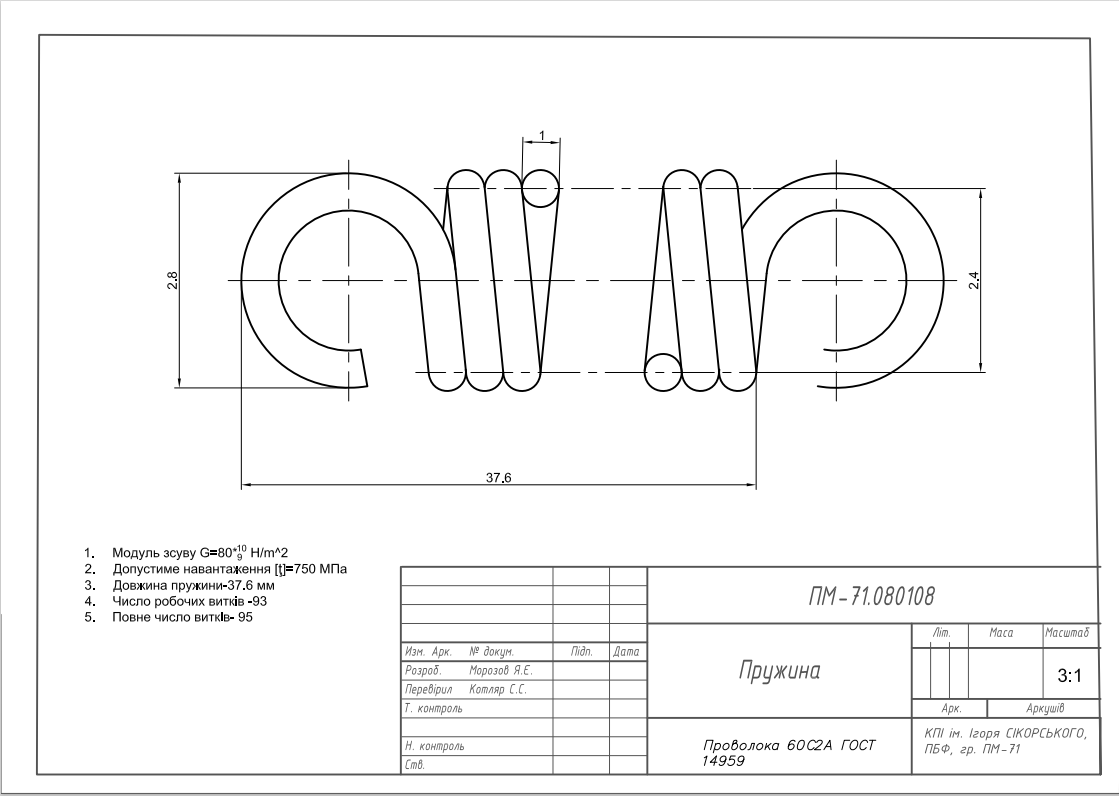 1
2.8
2.4
37.6
1. Модуль зсуву G=80*10 9 H/m^2
2. Допустиме навантаження [ţ]=750 МПа
3. Довжина пружини-37.6 мм
4. Число робочих витків -93
5. Повне число витків- 95
ПМ-71.080108
Літ. Маса Масштаб
Изм. Арк. № докум. Підп. Дата
Розроб. Морозов Я.Є.
Пружина
3:1
Перевірил Котляр С.С.
Т. контроль
Арк. Аркушів
Н. контроль
Ств.
Проволока 60С2А ГОСТ
14959
КПІ ім. Ігоря СІКОРСЬКОГО,
ПБФ, гр. ПМ-71